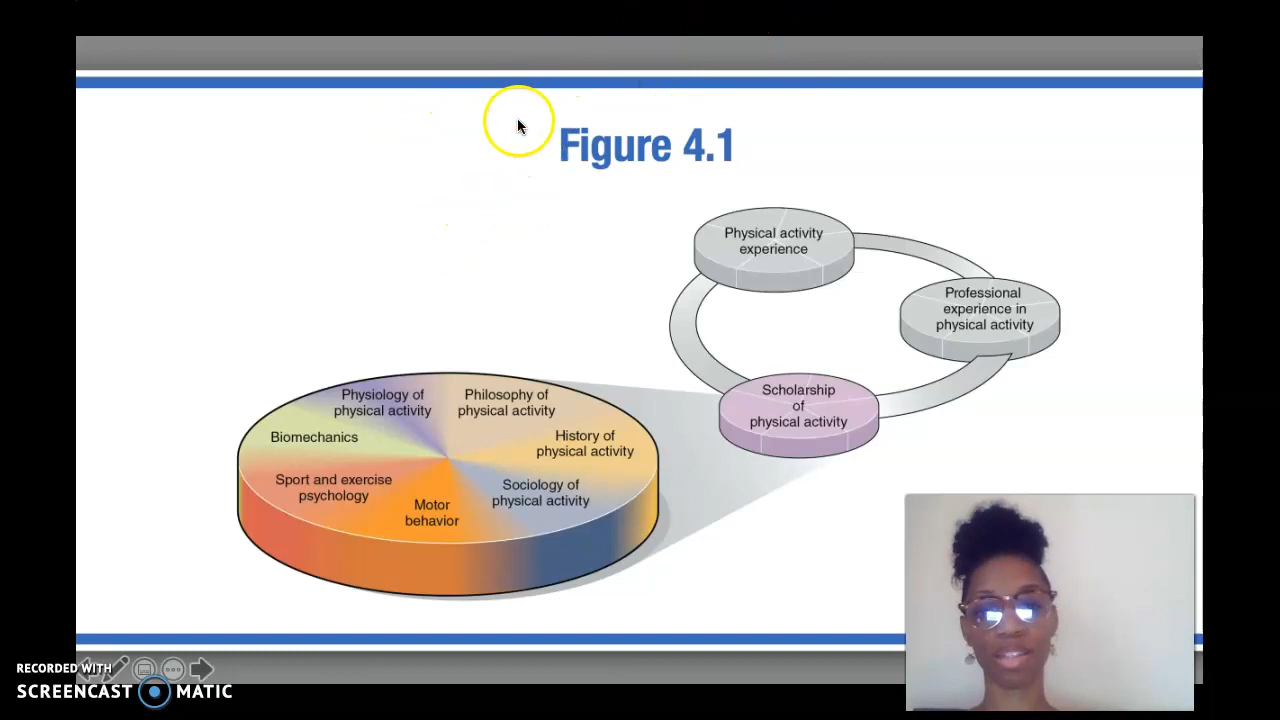 Figure 4.1
Physical activity
experience
Professional
experience in
physical activity
Scholarship
of
physical activity
Physiology of
physical activity
Philosophy of
physical activity
Biomechanics
History of
physical activity
Sport and exercise
psychology
Sociology of
physical activity
Motor
behavior
RECORDED WITH
SCREENCAST MATIC